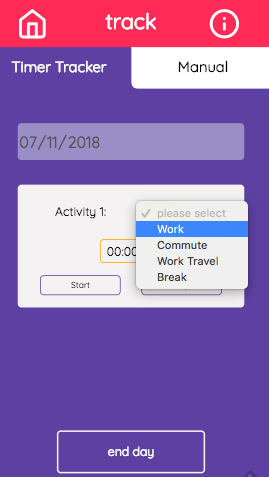 track
TImer Tracker Manual
07/11/2018
Activity 1:
✓ please select
Work
Commute
Work Travel
Break
00:00
Start
end day